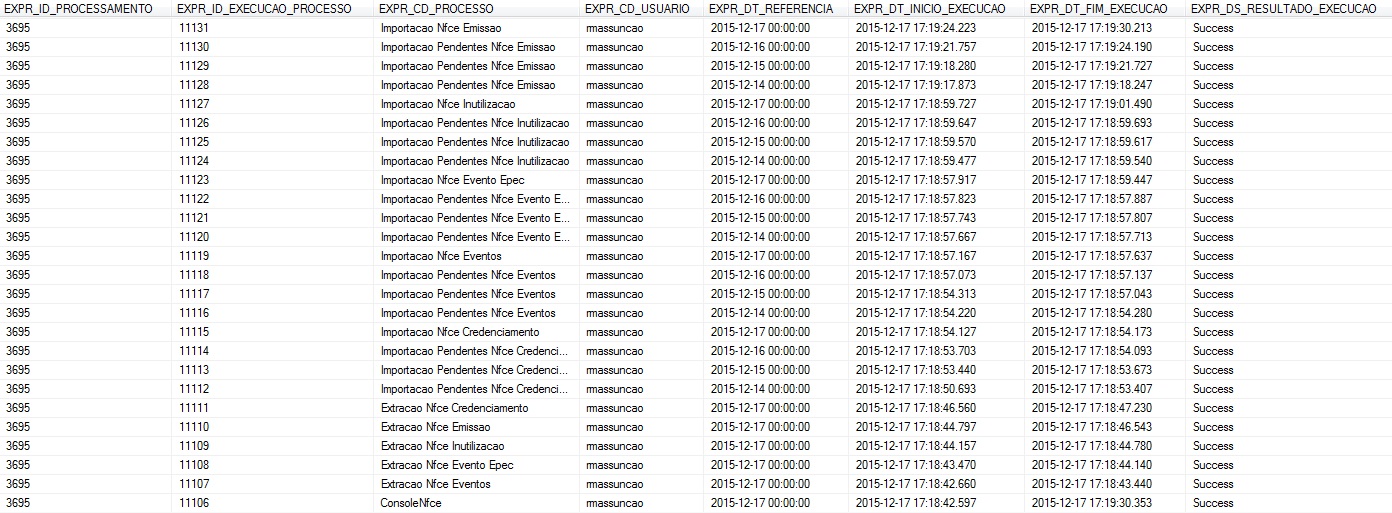 EXPR_ID_PROCESSAMENTO EXPR_ID_EXECUCAO_PROCESSO EXPR_CD_PROCESSO EXPR_CD_USUARIO EXPR_DT_REFERENCIA EXPR_DT_INICIO_EXECUCAO EXPR_DT_FIM_EXECUCAO EXPR_DS_RESULTADO_EXECUCAO
3695 11131 Importacao Nfce Emissao rmassuncao 2015-12-17 00:00:00 2015-12-17 17:19:24.223 2015-12-17 17:19:30.213 Success
3695 11130 Importacao Pendentes Nfce Emissao rmassuncao 2015-12-16 00:00:00 2015-12-17 17:19:21.757 2015-12-17 17:19:24.190 Success
3695 11129 Importacao Pendentes Nfce Emissao rmassuncao 2015-12-15 00:00:00 2015-12-17 17:19:18.280 2015-12-17 17:19:21.727 Success
3695 11128 Importacao Pendentes Nfce Emissao rmassuncao 2015-12-14 00:00:00 2015-12-17 17:19:17.873 2015-12-17 17:19:18.247 Success
3695 11127 Importacao Nfce Inutilizacao rmassuncao 2015-12-17 00:00:00 2015-12-17 17:18:59.727 2015-12-17 17:19:01.490 Success
3695 11126 Importacao Pendentes Nfce Inutilizacao rmassuncao 2015-12-16 00:00:00 2015-12-17 17:18:59.647 2015-12-17 17:18:59.693 Success
3695 11125 Importacao Pendentes Nfce Inutilizacao rmassuncao 2015-12-15 00:00:00 2015-12-17 17:18:59.570 2015-12-17 17:18:59.617 Success
3695 11124 Importacao Pendentes Nfce Inutilizacao rmassuncao 2015-12-14 00:00:00 2015-12-17 17:18:59.477 2015-12-17 17:18:59.540 Success
3695 11123 Importacao Nfce Evento Epec rmassuncao 2015-12-17 00:00:00 2015-12-17 17:18:57.917 2015-12-17 17:18:59.447 Success
3695 11122 Importacao Pendentes Nfce Evento E... rmassuncao 2015-12-16 00:00:00 2015-12-17 17:18:57.823 2015-12-17 17:18:57.887 Success
3695 11121 Importacao Pendentes Nfce Evento E... rmassuncao 2015-12-15 00:00:00 2015-12-17 17:18:57.743 2015-12-17 17:18:57.807 Success
3695 11120 Importacao Pendentes Nfce Evento E... rmassuncao 2015-12-14 00:00:00 2015-12-17 17:18:57.667 2015-12-17 17:18:57.713 Success
3695 11119 Importacao Nfce Eventos rmassuncao 2015-12-17 00:00:00 2015-12-17 17:18:57.167 2015-12-17 17:18:57.637 Success
3695 11118 Importacao Pendentes Nfce Eventos rmassuncao 2015-12-16 00:00:00 2015-12-17 17:18:57.073 2015-12-17 17:18:57.137 Success
3695 11117 Importacao Pendentes Nfce Eventos rmassuncao 2015-12-15 00:00:00 2015-12-17 17:18:54.313 2015-12-17 17:18:57.043 Success
3695 11116 Importacao Pendentes Nfce Eventos rmassuncao 2015-12-14 00:00:00 2015-12-17 17:18:54.220 2015-12-17 17:18:54.280 Success
3695 11115 Importacao Nfce Credenciamento rmassuncao 2015-12-17 00:00:00 2015-12-17 17:18:54.127 2015-12-17 17:18:54.173 Success
3695 11114 Importacao Pendentes Nfce Credenci... rmassuncao 2015-12-16 00:00:00 2015-12-17 17:18:53.703 2015-12-17 17:18:54.093 Success
3695 11113 Importacao Pendentes Nfce Credenci... rmassuncao 2015-12-15 00:00:00 2015-12-17 17:18:53.440 2015-12-17 17:18:53.673 Success
3695 11112 Importacao Pendentes Nfce Credenci... rmassuncao 2015-12-14 00:00:00 2015-12-17 17:18:50.693 2015-12-17 17:18:53.407 Success
3695 11111 Extracao Nfce Credenciamento rmassuncao 2015-12-17 00:00:00 2015-12-17 17:18:46.560 2015-12-17 17:18:47.230 Success
3695 11110 Extracao Nfce Emissao rmassuncao 2015-12-17 00:00:00 2015-12-17 17:18:44.797 2015-12-17 17:18:46.543 Success
3695 11109 Extracao Nfce Inutilizacao rmassuncao 2015-12-17 00:00:00 2015-12-17 17:18:44.157 2015-12-17 17:18:44.780 Success
3695 11108 Extracao Nfce Evento Epec rmassuncao 2015-12-17 00:00:00 2015-12-17 17:18:43.470 2015-12-17 17:18:44.140 Success
3695 11107 Extracao Nfce Eventos rmassuncao 2015-12-17 00:00:00 2015-12-17 17:18:42.660 2015-12-17 17:18:43.440 Success
3695 11106 ConsoleNfce rmassuncao 2015-12-17 00:00:00 2015-12-17 17:18:42.597 2015-12-17 17:19:30.353 Success